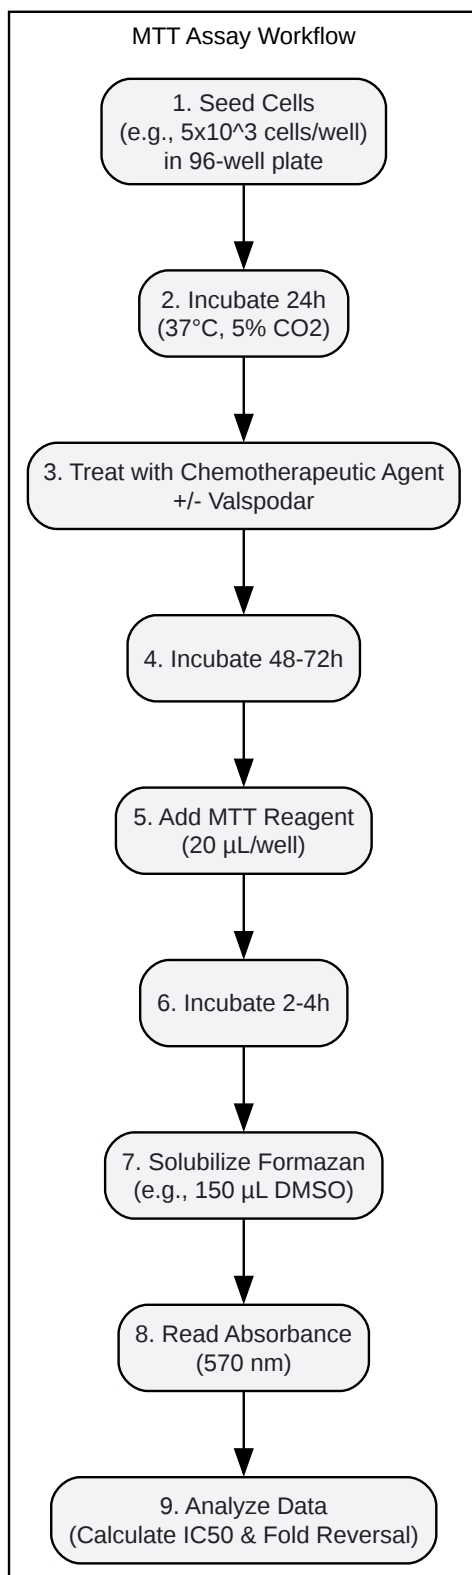 MTT Assay Workflow
1. Seed Cells
(e.g., 5x10^3 cells/well)
in 96-well plate
2. Incubate 24h
(37°C, 5% CO2)
3. Treat with Chemotherapeutic Agent
+/- Valspodar
4. Incubate 48-72h
5. Add MTT Reagent
(20 µL/well)
6. Incubate 2-4h
7. Solubilize Formazan
(e.g., 150 µL DMSO)
8. Read Absorbance
(570 nm)
9. Analyze Data
(Calculate IC50 & Fold Reversal)